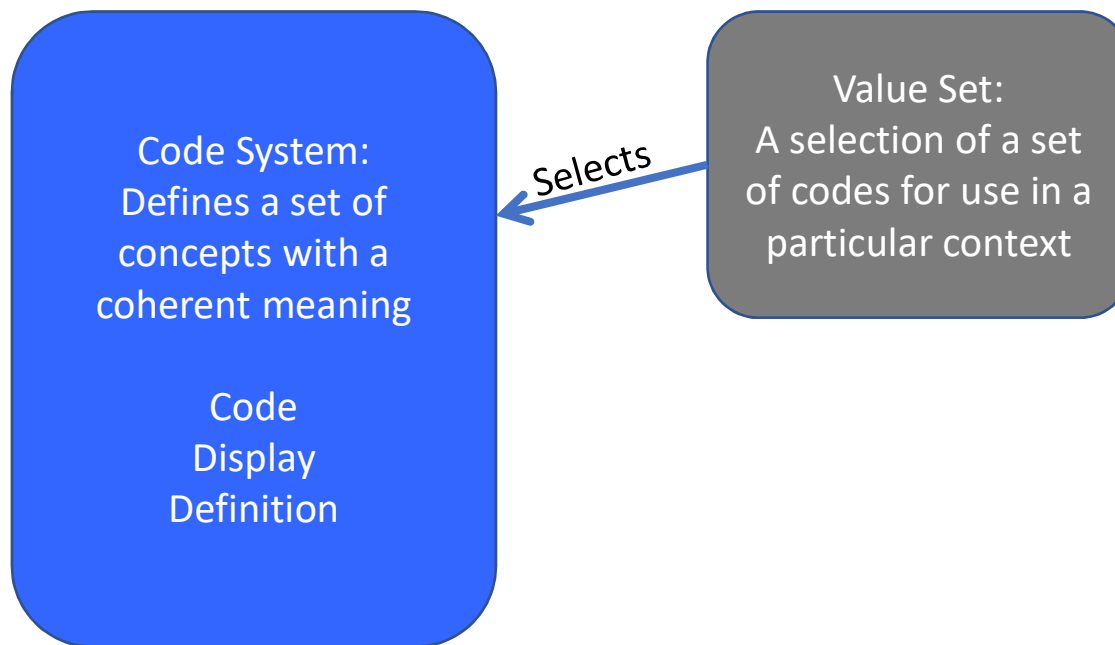 Code System:
Defines a set of
concepts with a
coherent meaning
Code
Display
Definition
Selects
Value Set:
A selection of a set
of codes for use in a
particular context